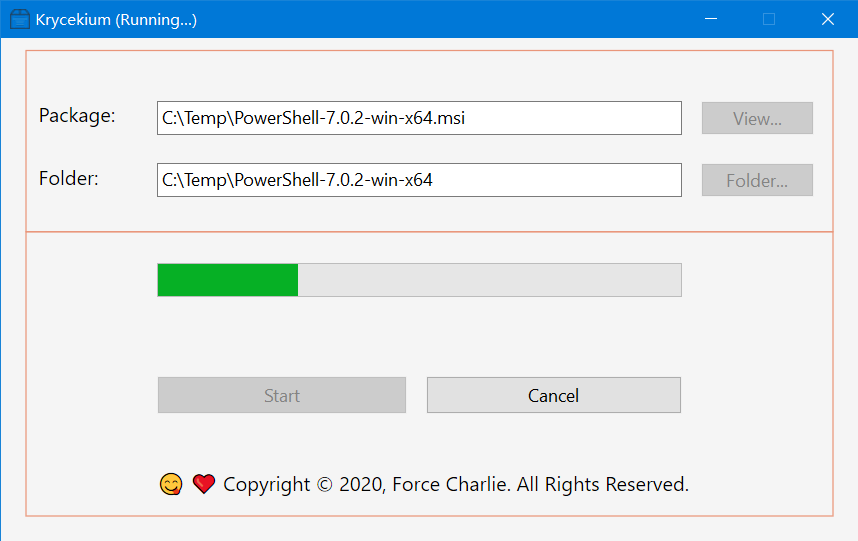 Krycekium (Running...)
Package: C:\Temp\PowerShell-7.0.2-win-x64.msi View...
Folder: C:\Temp\PowerShell-7.0.2-win-x64 Folder...
Start Cancel
😋 ❤ Copyright © 2020, Force Charlie. All Rights Reserved.